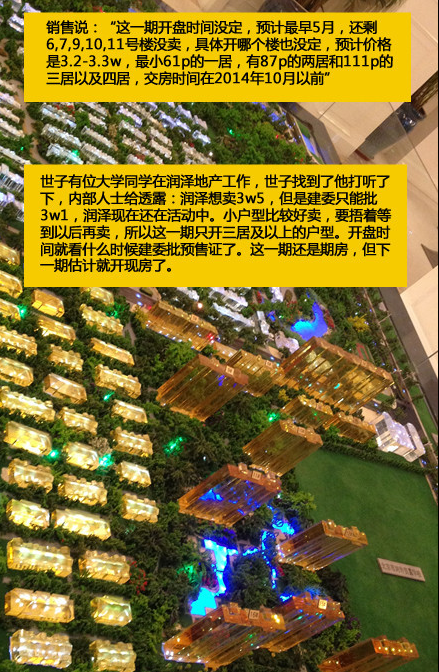 销售说：“这一期开盘时间没定，预计最早5月，还剩
6,7,9,10,11号楼没卖，具体开哪个楼也没定，预计价格
是3.2-3.3w，最小61p的一居，有87p的两居和111p的
三居以及四居，交房时间在2014年10月以前”
世子有位大学同学在润泽地产工作，世子找到了他打听了
下，内部人士给透露：润泽想卖3w5，但是建委只能批
3w1，润泽现在还在活动中。小户型比较好卖，要捂着等
到以后再卖，所以这一期只开三居及以上的户型。开盘时
间就看什么时候建委批预售证了。这一期还是期房，但下
一期估计就开现房了。